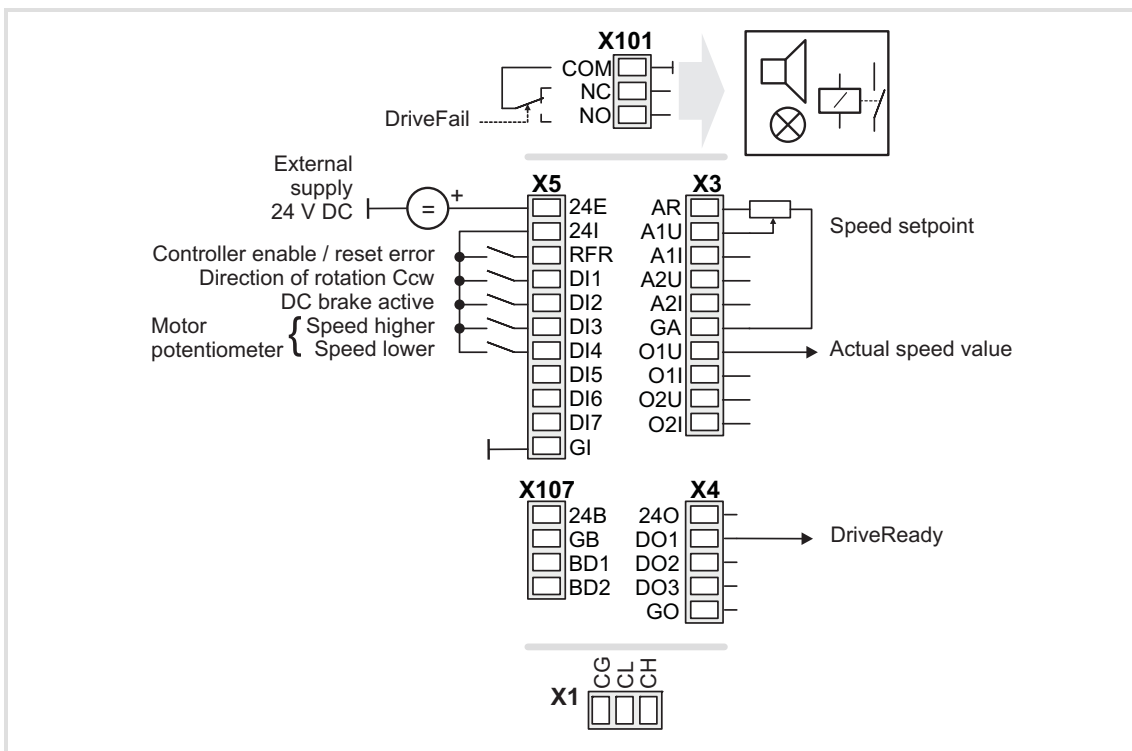 X101
COM
NC
NO
DriveFail
External
supply
24 V DC
=
+
X5
24E
24I
RFR
DI1
DI2
DI3
DI4
DI5
DI6
DI7
GI
Controller enable / reset error
Direction of rotation Ccw
DC brake active
Motor
potentiometer
{
Speed higher
Speed lower
X3
AR
A1U
A1I
A2U
A2I
GA
O1U
O1I
O2U
O2I
Speed setpoint
Actual speed value
X107
24B
GB
BD1
BD2
X4
24O
DO1
DO2
DO3
GO
DriveReady
X1
CG
CL
CH